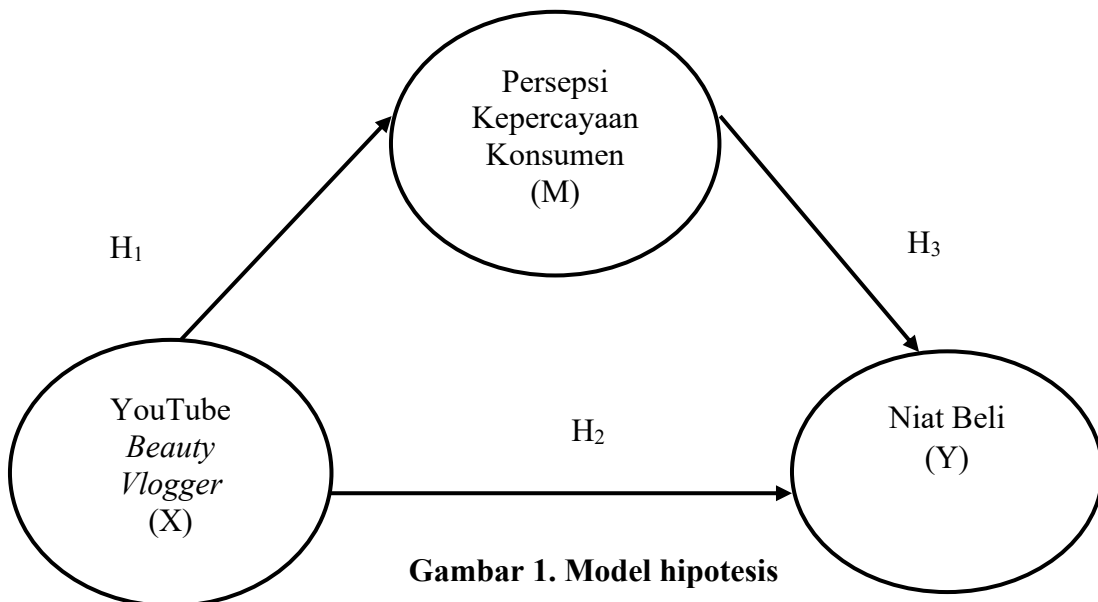 Persepsi
Kepercayaan
Konsumen
(M)
H₁
H₃
YouTube
Beauty
Vlogger
(X)
H₂
Niat Beli
(Y)
Gambar 1. Model hipotesis